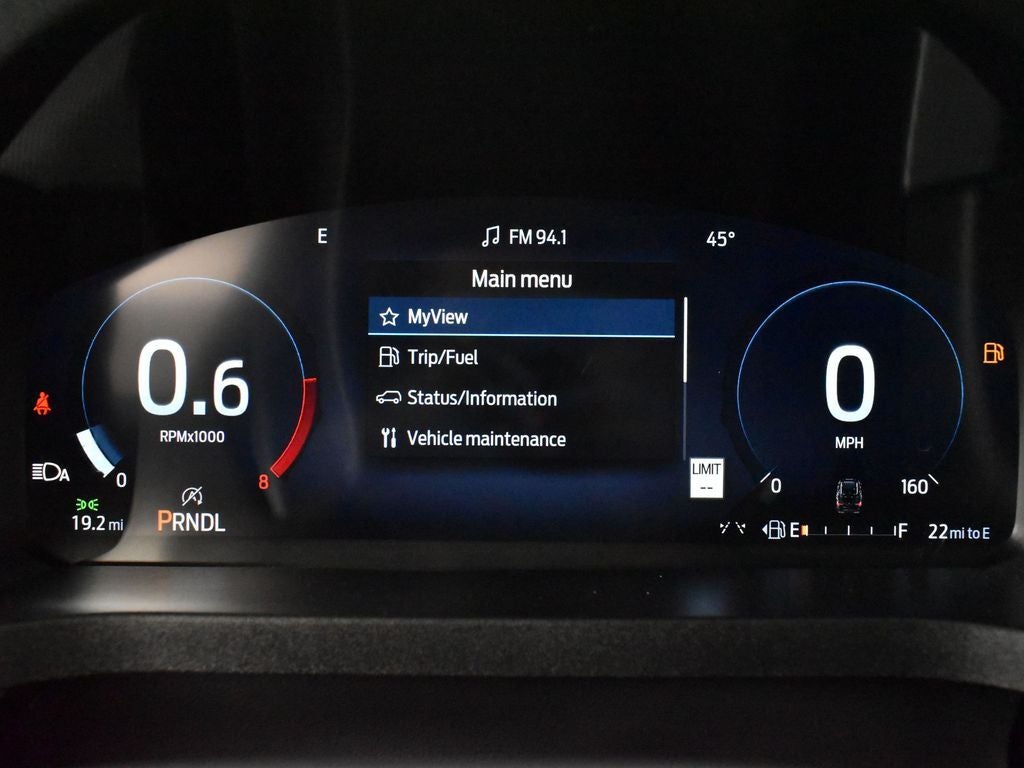 E
FM 94.1
45°
Main menu
MyView
Trip/Fuel
Status/Information
Vehicle maintenance
0.6
RPMx1000
0
8
A
19.2 mi
PRNDL
0
MPH
LIMIT
--
0
160
E
F
22 mi to E